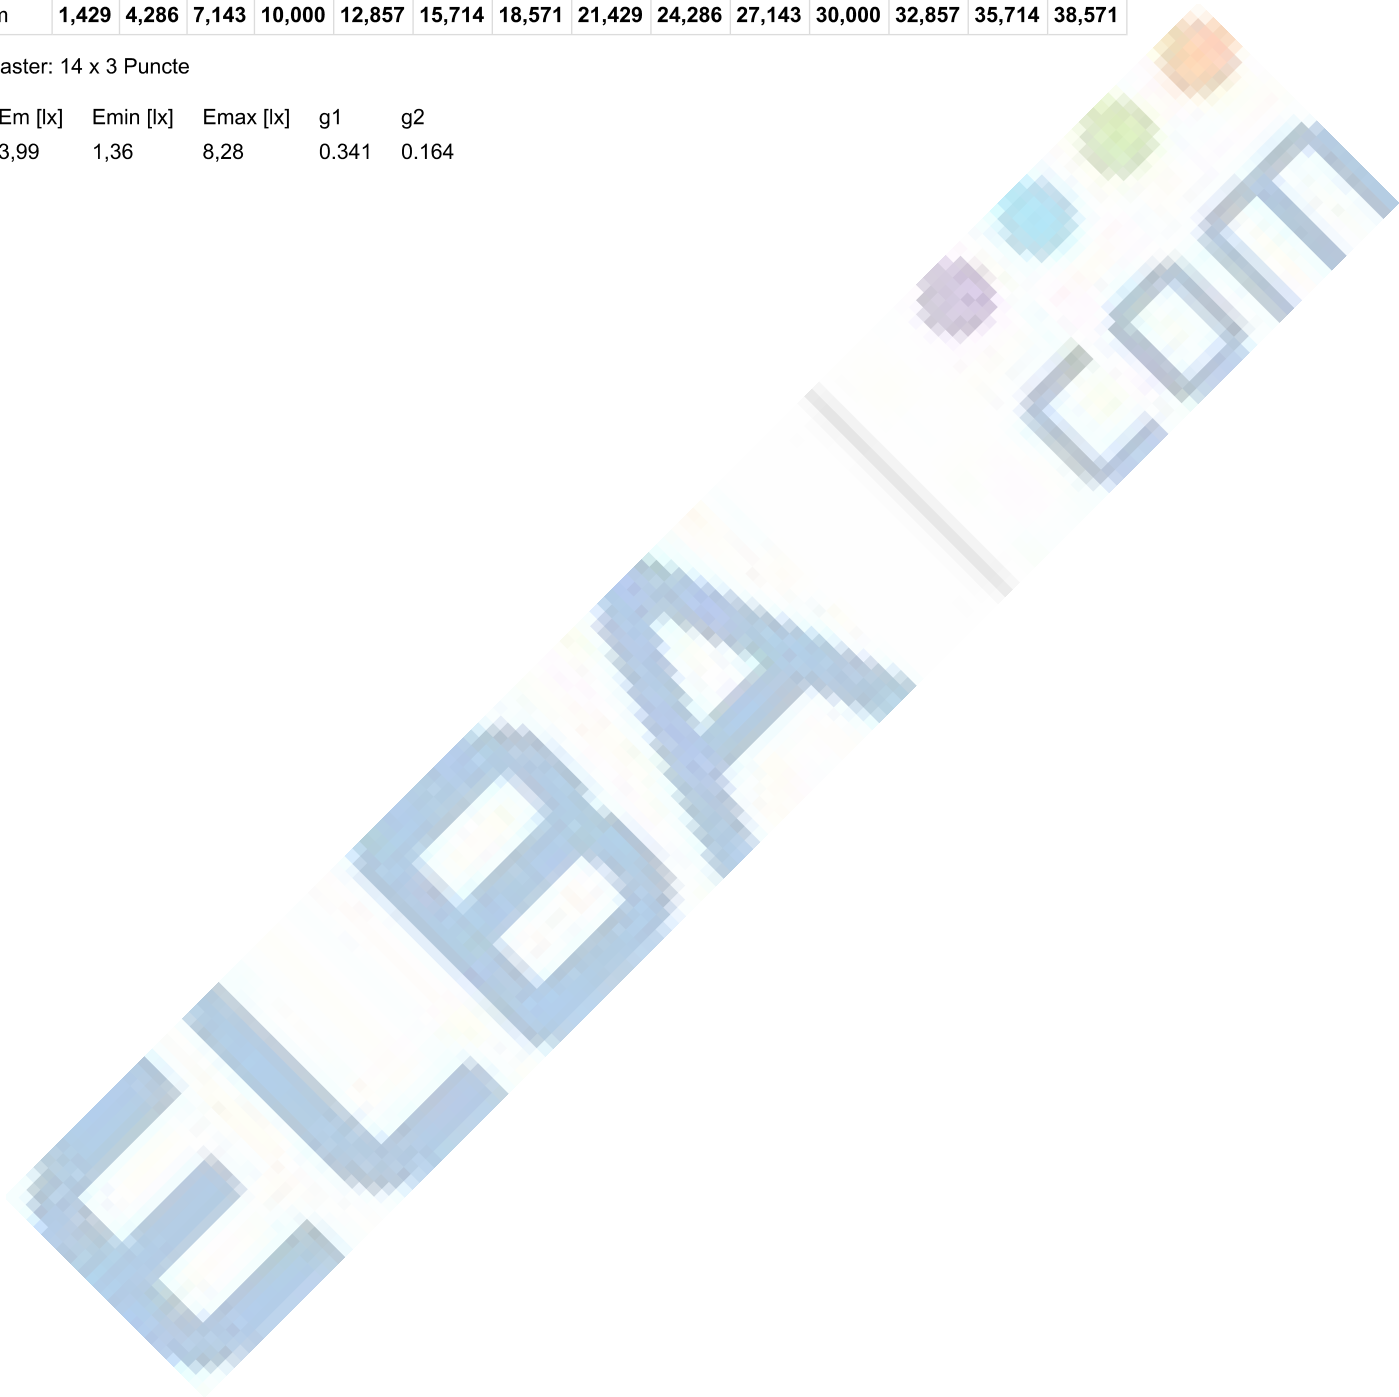 m 1,429 4,286 7,143 10,000 12,857 15,714 18,571 21,429 24,286 27,143 30,000 32,857 35,714 38,571
aster: 14 x 3 Puncte
Em [lx] Emin [lx] Emax [lx] g1 g2
3,99 1,36 8,28 0.341 0.164
ELBA com